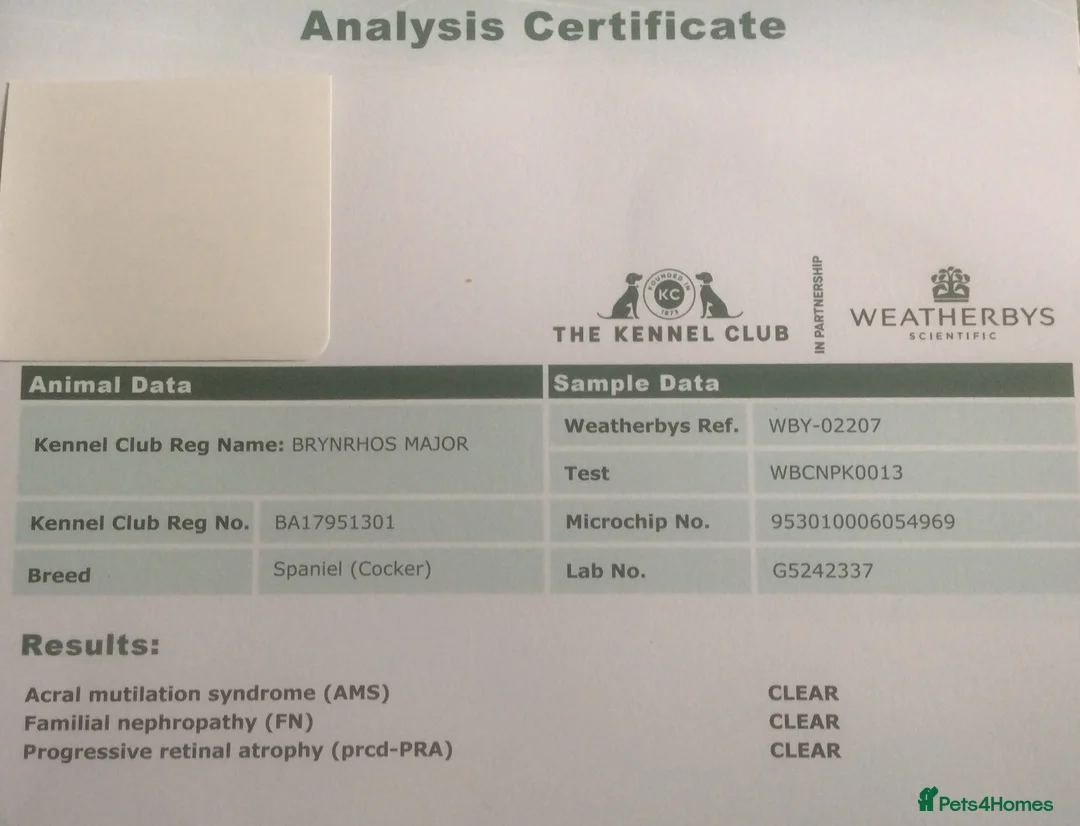 Analysis Certificate
FOUNDED IN
KC
1873
THE KENNEL CLUB
IN PARTNERSHIP
WEATHERBYS
SCIENTIFIC
Animal Data
Kennel Club Reg Name: BRYNRHOS MAJOR
Kennel Club Reg No. BA17951301
Breed Spaniel (Cocker)
Sample Data
Weatherbys Ref. WBY-02207
Test WBCNPK0013
Microchip No. 953010006054969
Lab No. G5242337
Results:
Acral mutilation syndrome (AMS) CLEAR
Familial nephropathy (FN) CLEAR
Progressive retinal atrophy (prcd-PRA) CLEAR
Pets4Homes